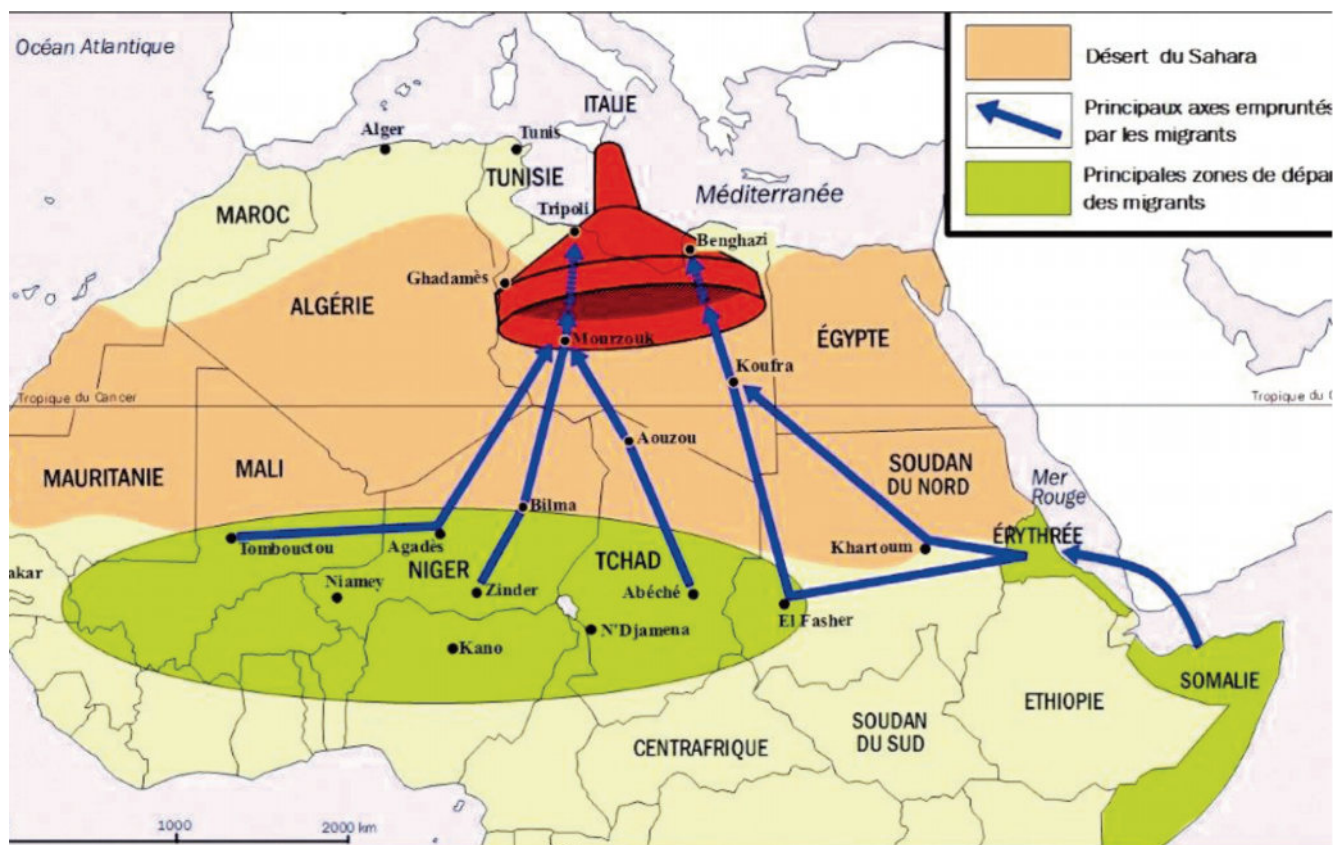 Océan Atlantique
Désert du Sahara
Principaux axes empruntés
par les migrants
Principales zones de dépar
des migrants
ITALIE
Alger
Tunis
TUNISIE
Méditerranée
MAROC
Tripoli
Benghazi
Ghadamès
ALGÉRIE
ÉGYPTE
Mourzouk
Koufra
Tropique du Cancer
Tropique du C
Aouzou
MAURITANIE
MALI
SOUDAN
DU NORD
Mer
Rouge
Bilma
ÉRYTHRÉE
Tombouctou
Agadès
Khartoum
NIGER
TCHAD
akar
Niamey
Zinder
Abéché
El Fasher
N'Djamena
Kano
SOMALIE
ETHIOPIE
SOUDAN
DU SUD
CENTRAFRIQUE
1000
2000 km